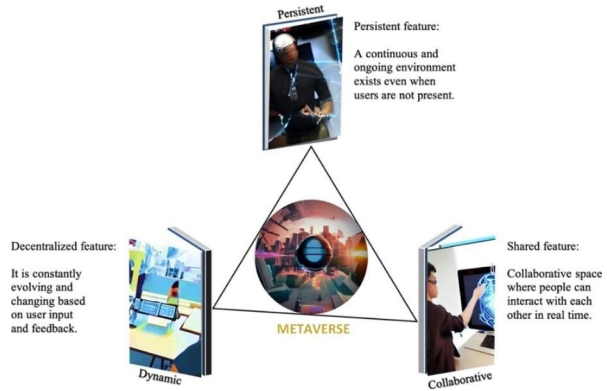 Persistent
Persistent feature:
A continuous and
ongoing environment
exists even when
users are not present.
Decentralized feature:
It is constantly
evolving and
changing based
on user input
and feedback.
Dynamic
METAVERSE
Shared feature:
Collaborative space
where people can
interact with each
other in real time.
Collaborative